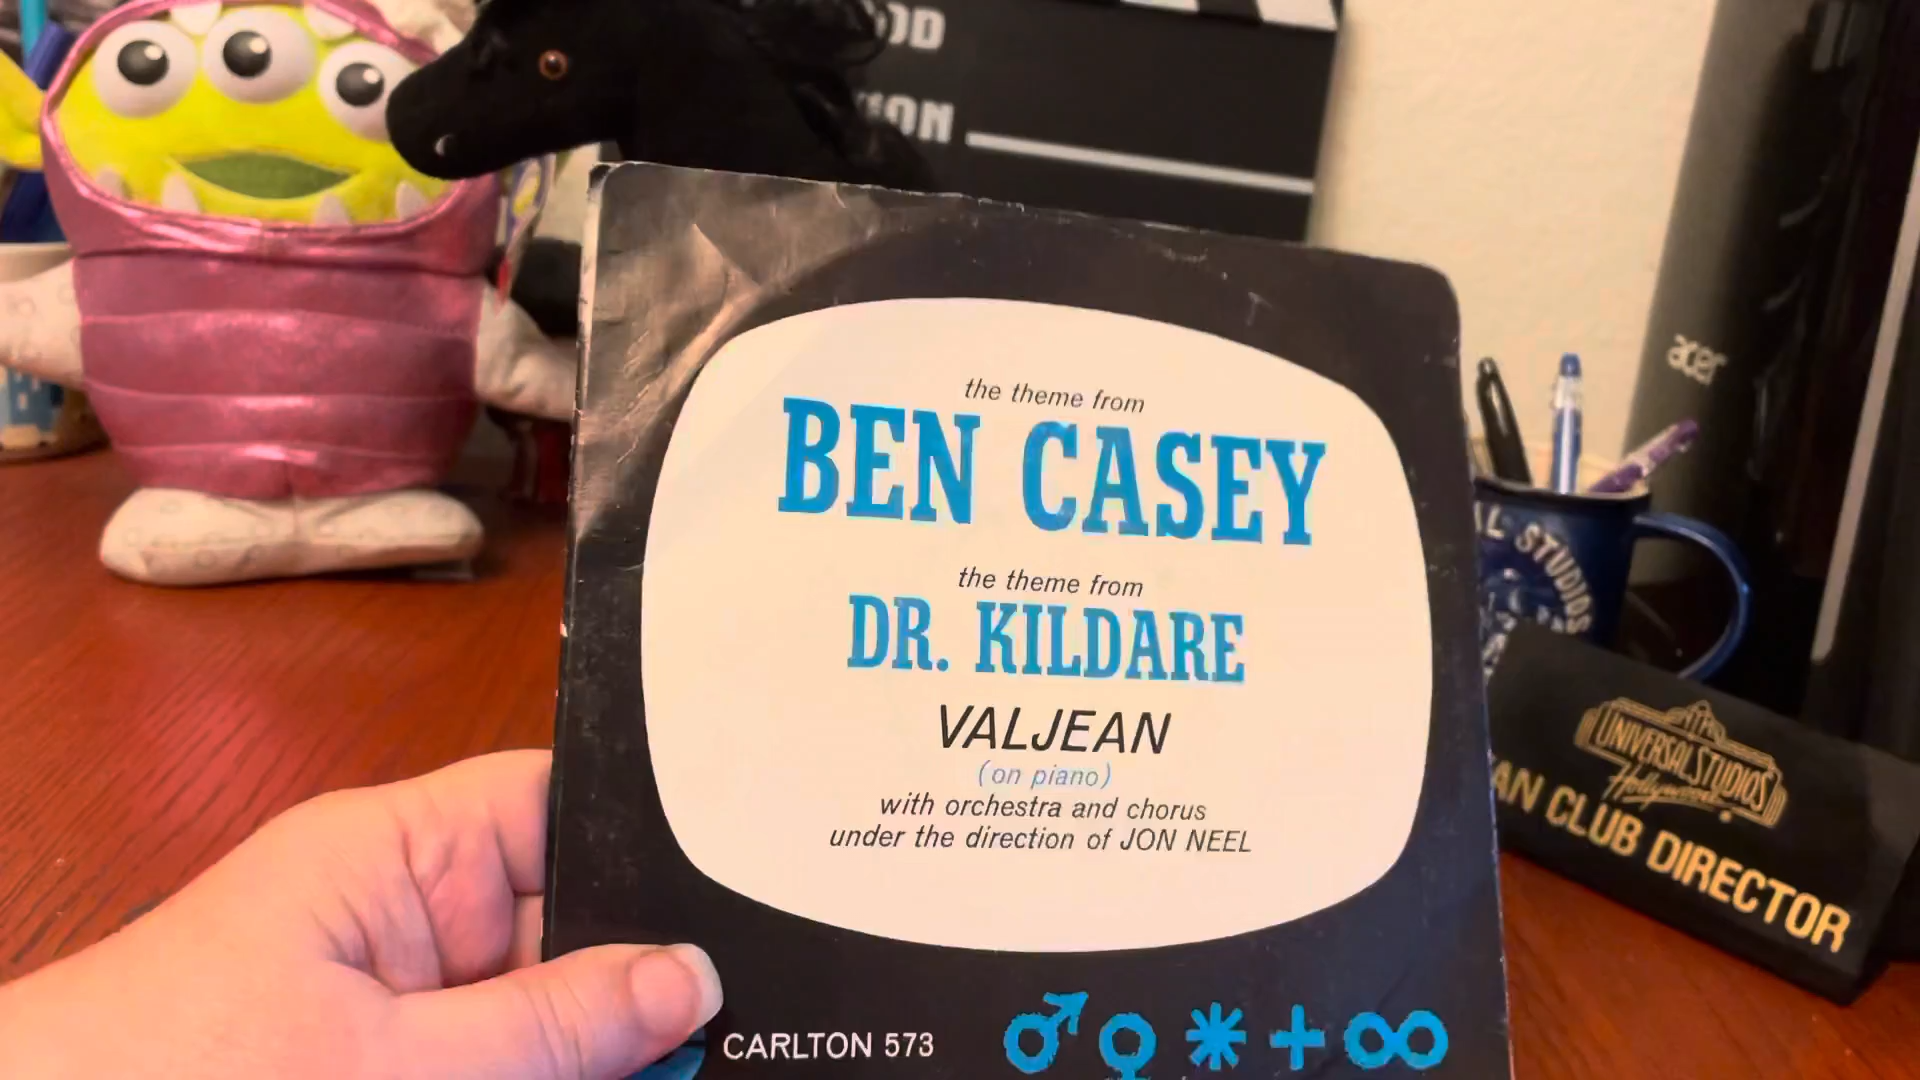 the theme from
BEN CASEY
the theme from
DR. KILDARE
VALJEAN
(on piano)
with orchestra and chorus
under the direction of JON NEEL
CARLTON 573
acer
STUDIOS
UNIVERSAL STUDIOS
Hollywood
CLUB DIRECTOR